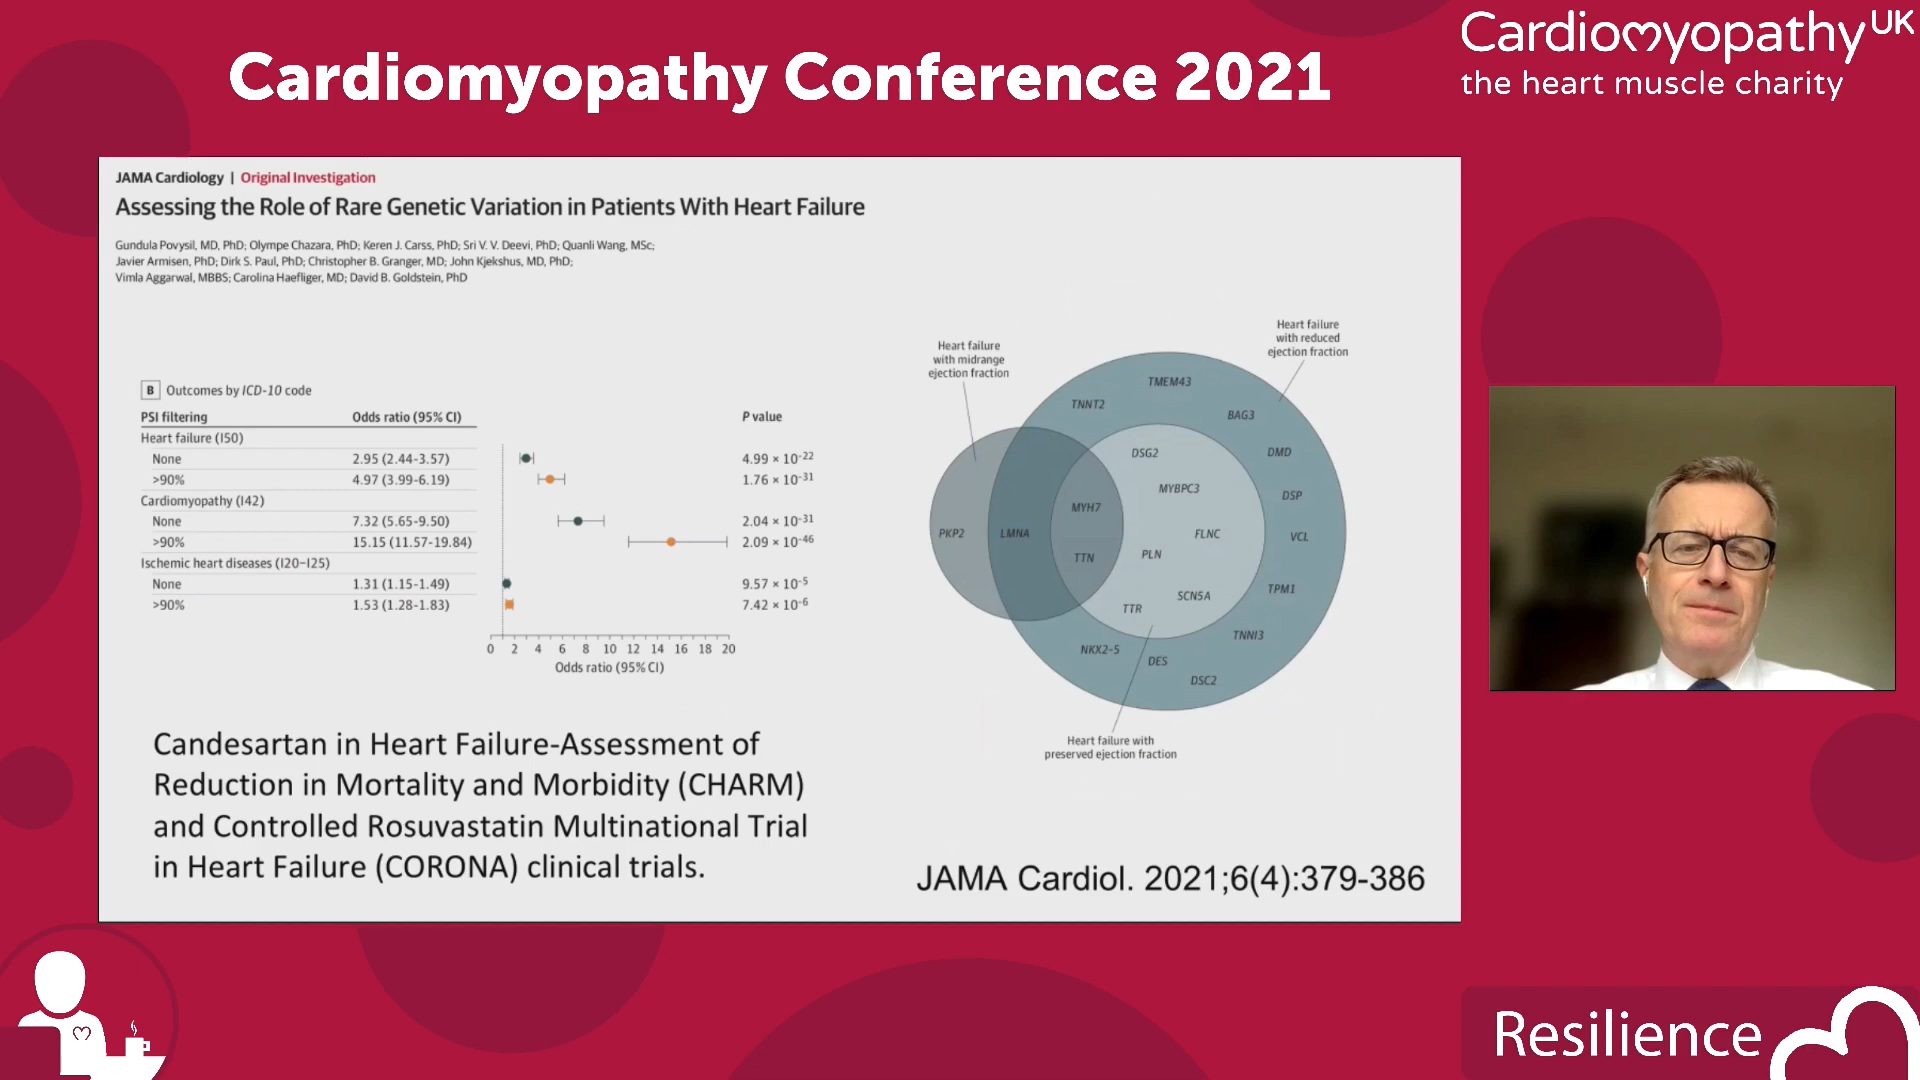 Cardiomyopathy Conference 2021
Cardiomyopathy UK
the heart muscle charity
JAMA Cardiology | Original Investigation
Assessing the Role of Rare Genetic Variation in Patients With Heart Failure
Gundula Povysil, MD, PhD; Olympe Chazara, PhD; Keren J. Carss, PhD; Sri V. V. Deevi, PhD; Quanli Wang, MSc;
Javier Armisen, PhD; Dirk S. Paul, PhD; Christopher B. Granger, MD; John Kjekshus, MD, PhD;
Vimla Aggarwal, MBBS; Carolina Haefliger, MD; David B. Goldstein, PhD
B Outcomes by ICD-10 code
PSI filtering Odds ratio (95% CI) P value
Heart failure (I50)
None 2.95 (2.44-3.57) 4.99 × 10-22
>90% 4.97 (3.99-6.19) 1.76 × 10-31
Cardiomyopathy (I42)
None 7.32 (5.65-9.50) 2.04 × 10-31
>90% 15.15 (11.57-19.84) 2.09 × 10-46
Ischemic heart diseases (I20–I25)
None 1.31 (1.15-1.49) 9.57 × 10-5
>90% 1.53 (1.28-1.83) 7.42 × 10-6
0 2 4 6 8 10 12 14 16 18 20
Odds ratio (95% CI)
Heart failure
with midrange
ejection fraction
Heart failure
with reduced
ejection fraction
TMEM43
TNNT2
BAG3
DSG2
DMD
MYBPC3
DSP
MYH7
PKP2
LMNA
FLNC
VCL
TTN
PLN
TPM1
SCN5A
TTR
TNNI3
NKX2-5
DES
DSC2
Heart failure with
preserved ejection fraction
Candesartan in Heart Failure-Assessment of
Reduction in Mortality and Morbidity (CHARM)
and Controlled Rosuvastatin Multinational Trial
in Heart Failure (CORONA) clinical trials.
JAMA Cardiol. 2021;6(4):379-386
Resilience